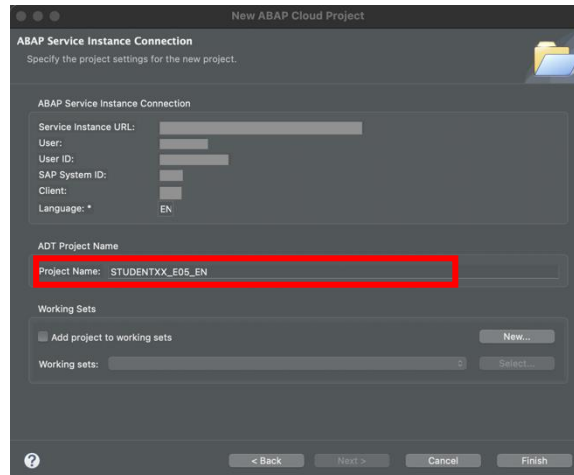 New ABAP Cloud Project
ABAP Service Instance Connection
Specify the project settings for the new project.
ABAP Service Instance Connection
Service Instance URL:
User:
User ID:
SAP System ID:
Client:
Language: * EN
ADT Project Name
Project Name: STUDENTXX_E05_EN
Working Sets
Add project to working sets New...
Working sets: Select...
? < Back Next > Cancel Finish